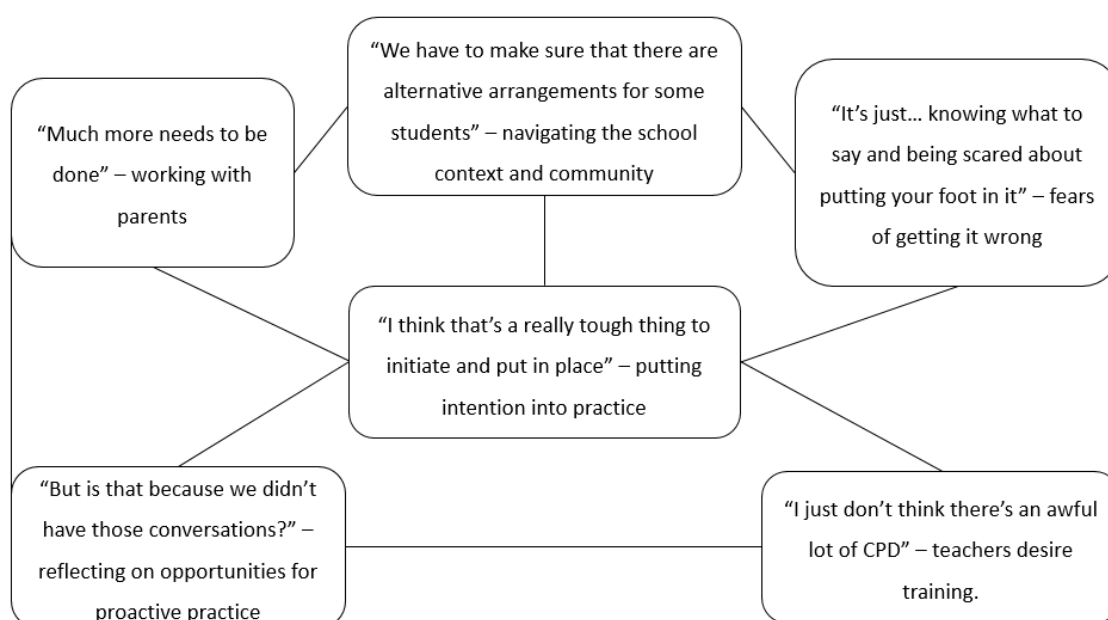 “We have to make sure that there are
alternative arrangements for some
students” – navigating the school
context and community
“Much more needs to be
done” – working with
parents
“It’s just… knowing what to
say and being scared about
putting your foot in it” – fears
of getting it wrong
“I think that’s a really tough thing to
initiate and put in place” – putting
intention into practice
“But is that because we didn’t
have those conversations?” –
reflecting on opportunities for
proactive practice
“I just don’t think there’s an awful
lot of CPD” – teachers desire
training.